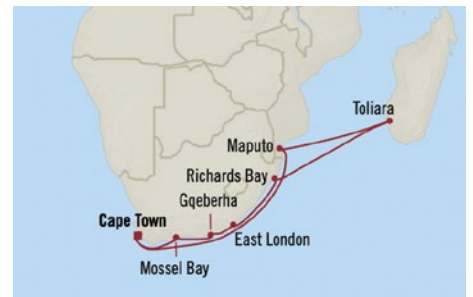 Toliara
Maputo
Richards Bay
Gqeberha
Cape Town
East London
Mossel Bay